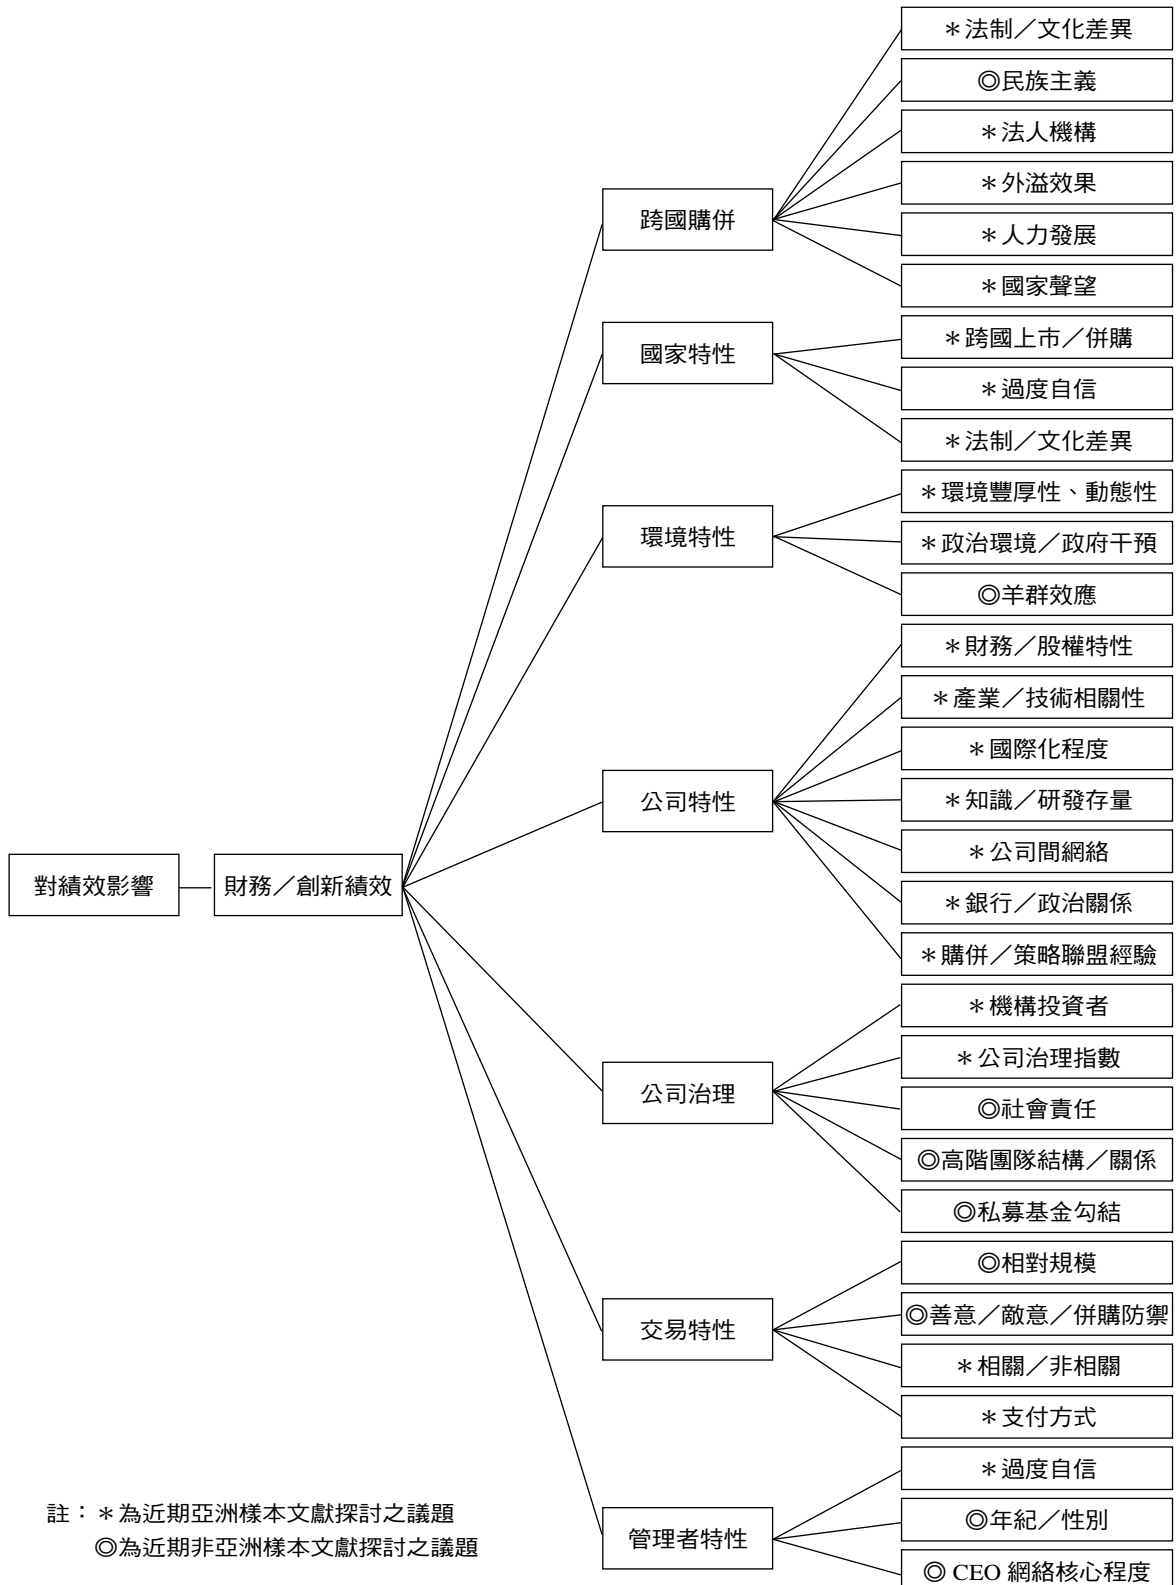 對績效影響
財務／創新績效
跨國購併
＊法制／文化差異
◎民族主義
＊法人機構
＊外溢效果
＊人力發展
＊國家聲望
國家特性
＊跨國上市／併購
＊過度自信
＊法制／文化差異
環境特性
＊環境豐厚性、動態性
＊政治環境／政府干預
◎羊群效應
公司特性
＊財務／股權特性
＊產業／技術相關性
＊國際化程度
＊知識／研發存量
＊公司間網絡
＊銀行／政治關係
＊購併／策略聯盟經驗
公司治理
＊機構投資者
＊公司治理指數
◎社會責任
◎高階團隊結構／關係
◎私募基金勾結
交易特性
◎相對規模
◎善意／敵意／併購防禦
＊相關／非相關
＊支付方式
管理者特性
＊過度自信
◎年紀／性別
◎ CEO 網絡核心程度
註：＊為近期亞洲樣本文獻探討之議題
◎為近期非亞洲樣本文獻探討之議題